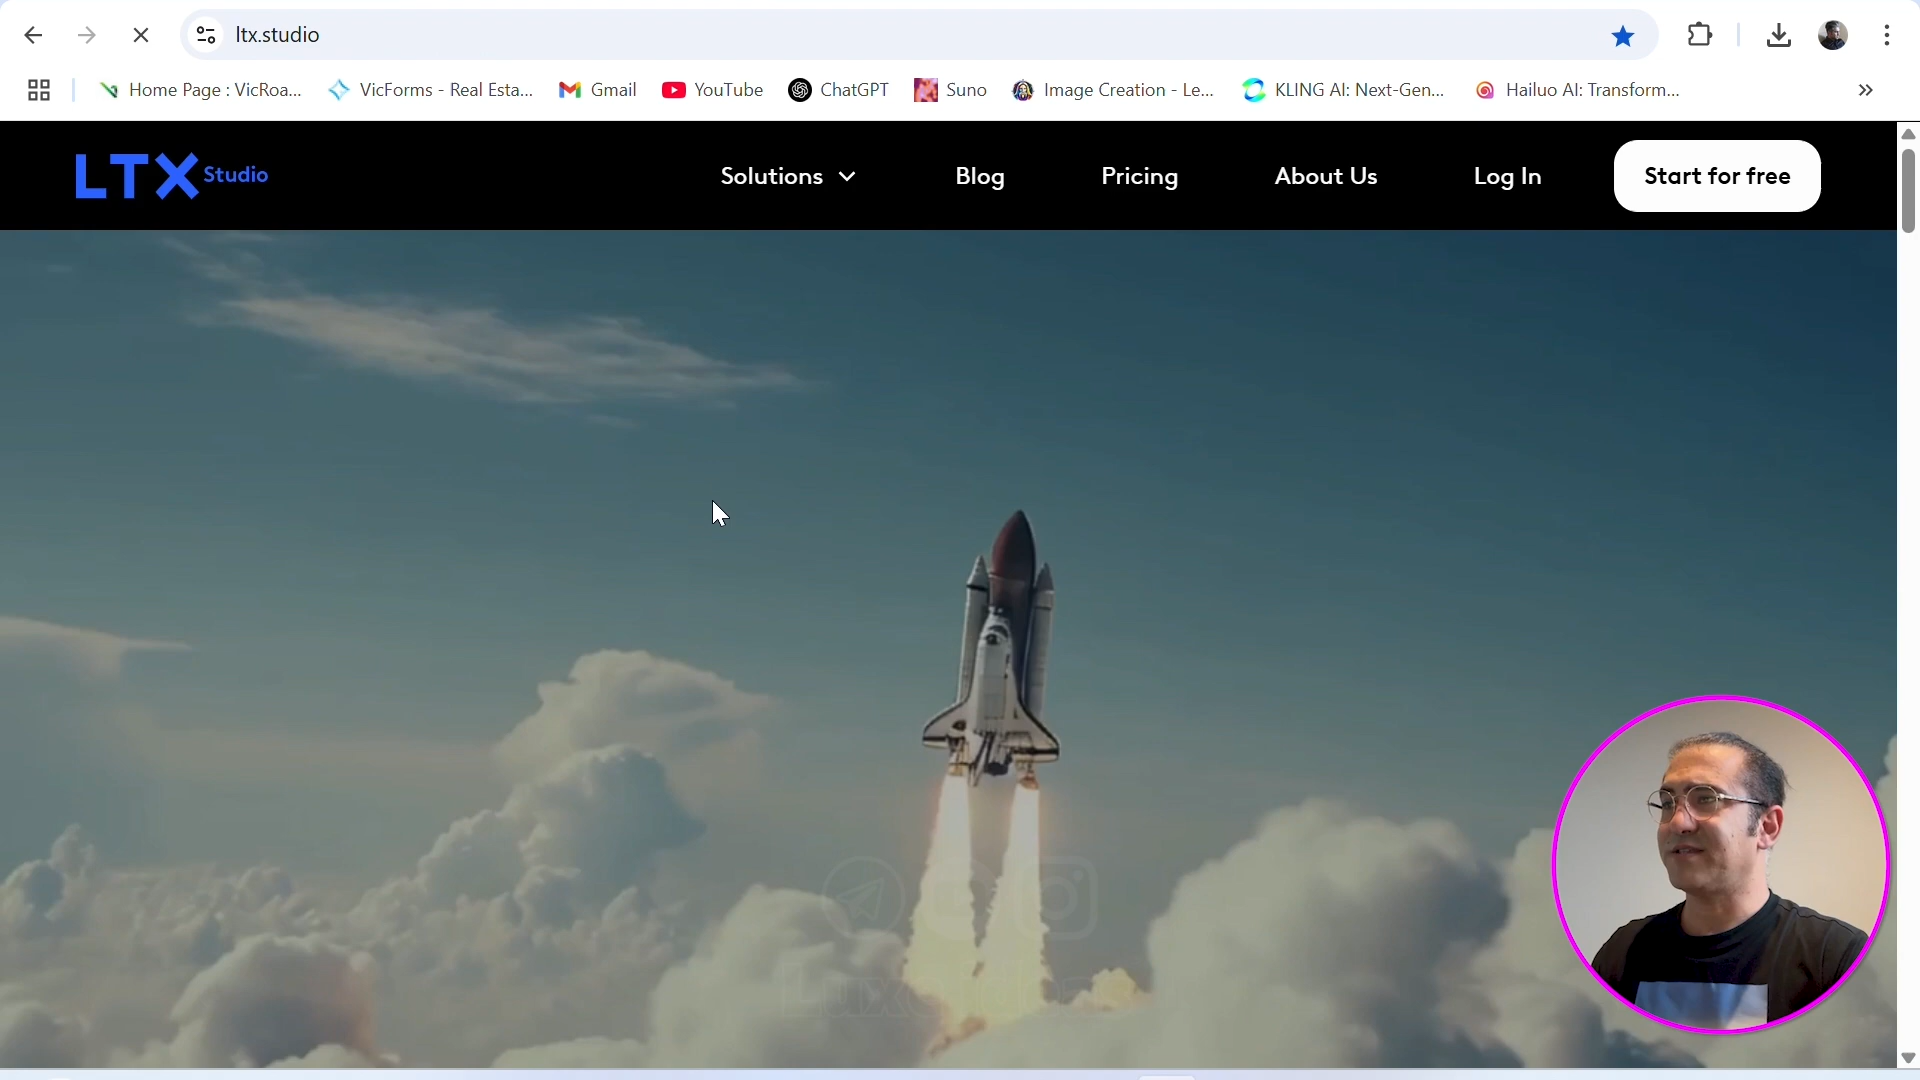 ltx.studio
Home Page : VicRoa...
VicForms - Real Esta...
Gmail
YouTube
ChatGPT
Suno
Image Creation - Le...
KLING AI: Next-Gen...
Hailuo AI: Transform...
LTX Studio
Solutions
Blog
Pricing
About Us
Log In
Start for free